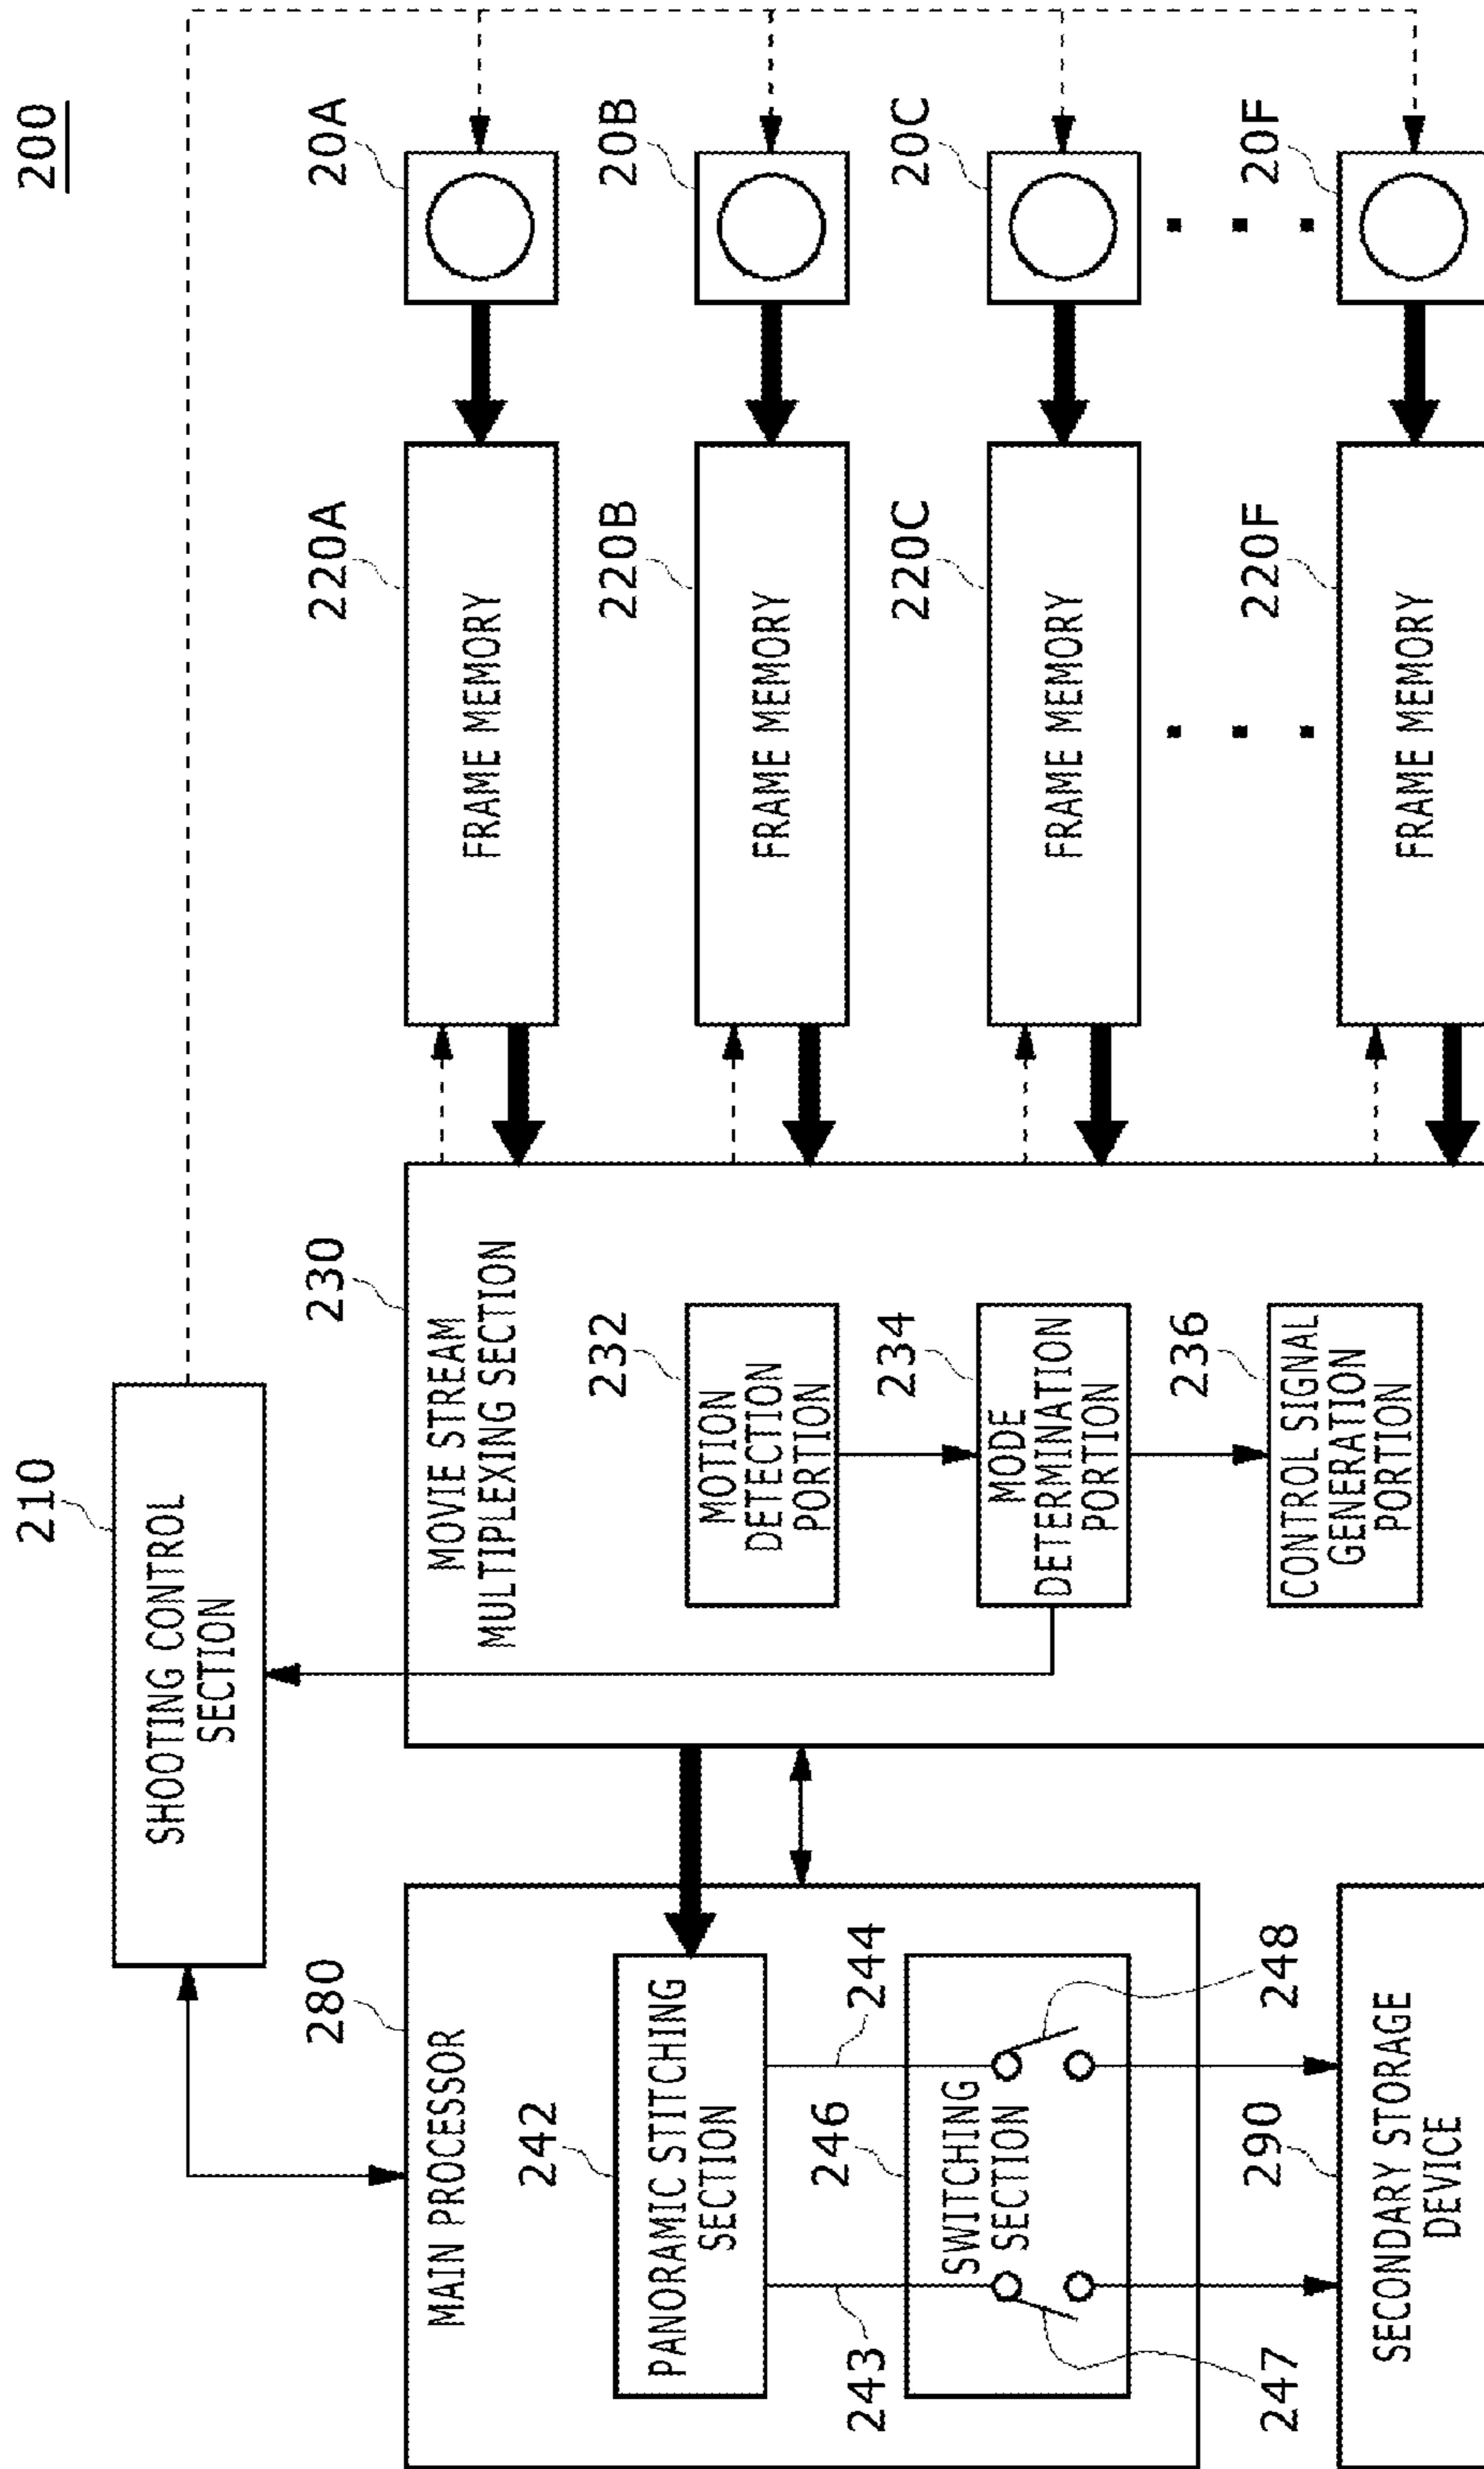 200
210
SHOOTING CONTROL
SECTION
280
MAIN PROCESSOR
242
PANORAMIC STITCHING
SECTION
243
244
246
SWITCHING
SECTION
247
248
290
SECONDARY STORAGE
DEVICE
230
MOVIE STREAM
MULTIPLEXING SECTION
232
MOTION
DETECTION
PORTION
234
MODE
DETERMINATION
PORTION
236
CONTROL SIGNAL
GENERATION
PORTION
220A
FRAME MEMORY
220B
FRAME MEMORY
220C
FRAME MEMORY
220F
FRAME MEMORY
20A
20B
20C
20F